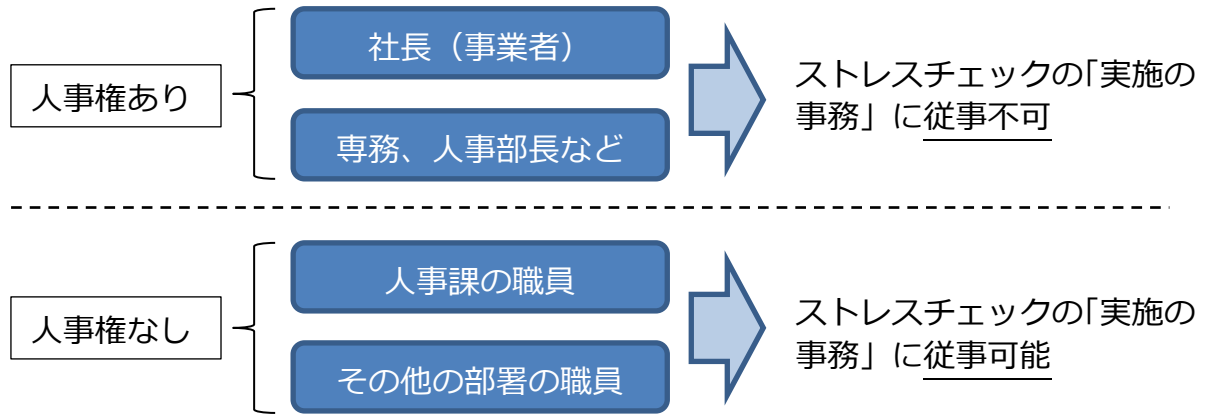 人事権あり
社長（事業者）
専務、人事部長など
ストレスチェックの「実施の
事務」に従事不可
人事権なし
人事課の職員
その他の部署の職員
ストレスチェックの「実施の
事務」に従事可能